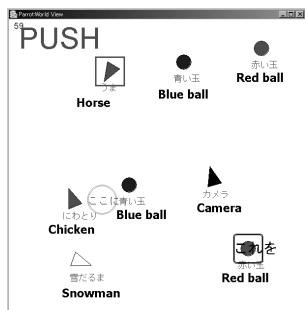 ParrotWorld View
59
PUSH
うま
Horse
青い玉
Blue ball
赤い玉
Red ball
カメラ
Camera
にわとり
Chicken
ここに
青い玉
Blue ball
これを
赤い玉
Red ball
雪だるま
Snowman